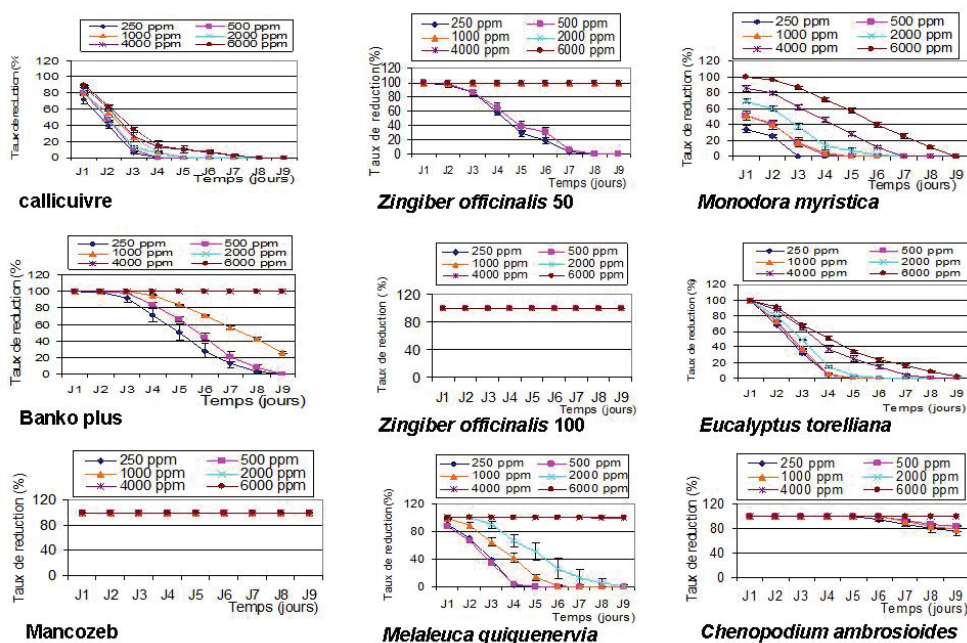 250 ppm 500 ppm
1000 ppm 2000 ppm
4000 ppm 6000 ppm
Taux de reduction (%
120
100
80
60
40
20
0
J1 J2 J3 J4 J5 J6 J7 J8 J9
Temps (jours)
callicuivre
250 ppm 500 ppm
1000 ppm 2000 ppm
4000 ppm 6000 ppm
Taux de reduction(%)
120
100
80
60
40
20
0
J1 J2 J3 J4 J5 J6 J7 J8 J9
Temps (jours)
Zingiber officinalis 50
250 ppm 500 ppm
1000 ppm 2000 ppm
4000 ppm 6000 ppm
Taux de reduction (%)
120
100
80
60
40
20
0
J1 J2 J3 J4 J5 J6 J7 J8 J9
Temps (jours)
Monodora myristica
250 ppm 500 ppm
1000 ppm 2000 ppm
4000 ppm 6000 ppm
Taux de reduction (%
120
100
80
60
40
20
0
J1 J2 J3 J4 J5 J6 J7 J8 J9
Temps (jours)
Banko plus
250 ppm 500 ppm
1000 ppm 2000 ppm
4000 ppm 6000 ppm
Taux de reduction (%)
120
80
40
0
J1 J2 J3 J4 J5 J6 J7 J8 J9
Temps (jours)
Zingiber officinalis 100
250 ppm 500 ppm
1000 ppm 2000 ppm
4000 ppm 6000 ppm
Taux de reduction (%)
120
100
80
60
40
20
0
J1 J2 J3 J4 J5 J6 J7 J8 J9
Temps (jours)
Eucalyptus torelliana
250 ppm 500 ppm
1000 ppm 2000 ppm
4000 ppm 6000 ppm
Taux de reduction (%)
120
80
40
0
J1 J2 J3 J4 J5 J6 J7 J8 J9
Temps (jours)
Mancozeb
250 ppm 500 ppm
1000 ppm 2000 ppm
4000 ppm 6000 ppm
Taux de reduction(%)
120
80
40
0
J1 J2 J3 J4 J5 J6 J7 J8 J9
Temps (jours)
Melaleuca quiquenervia
250 ppm 500 ppm
1000 ppm 2000 ppm
4000 ppm 6000 ppm
Taux de reduction (%)
120
80
40
0
J1 J2 J3 J4 J5 J6 J7 J8 J9
Temps (jours)
Chenopodium ambrosioides